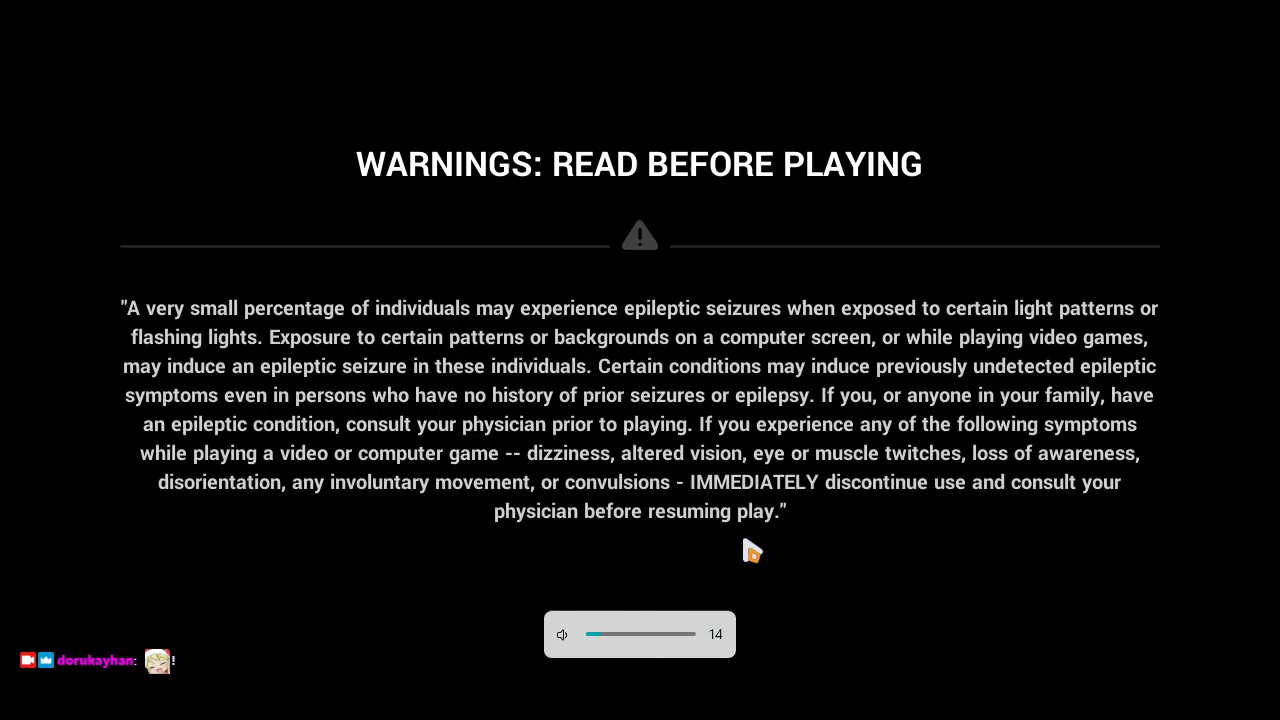 WARNINGS: READ BEFORE PLAYING
"A very small percentage of individuals may experience epileptic seizures when exposed to certain light patterns or
flashing lights. Exposure to certain patterns or backgrounds on a computer screen, or while playing video games,
may induce an epileptic seizure in these individuals. Certain conditions may induce previously undetected epileptic
symptoms even in persons who have no history of prior seizures or epilepsy. If you, or anyone in your family, have
an epileptic condition, consult your physician prior to playing. If you experience any of the following symptoms
while playing a video or computer game -- dizziness, altered vision, eye or muscle twitches, loss of awareness,
disorientation, any involuntary movement, or convulsions - IMMEDIATELY discontinue use and consult your
physician before resuming play."
14
dorukayhan: !